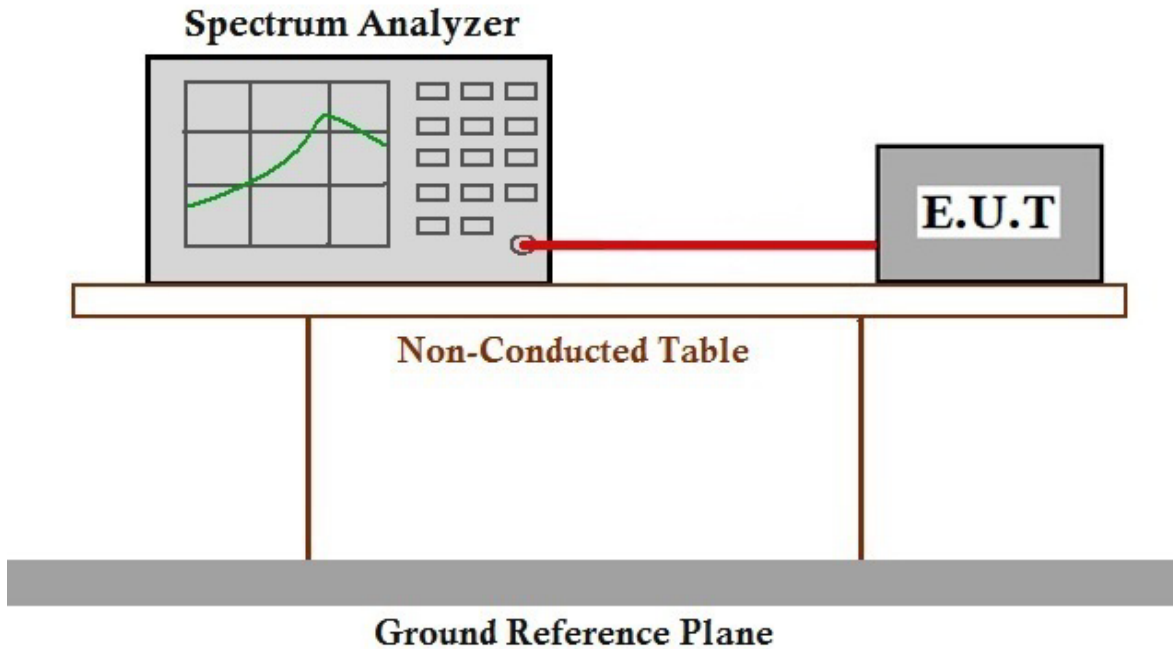 Spectrum Analyzer
E.U.T
Non-Conducted Table
Ground Reference Plane